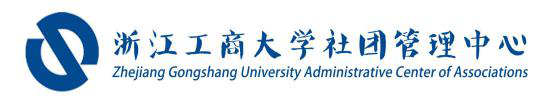 浙江工商大学社团管理中心
Zhejiang Gongshang University Administrative Center of Associations